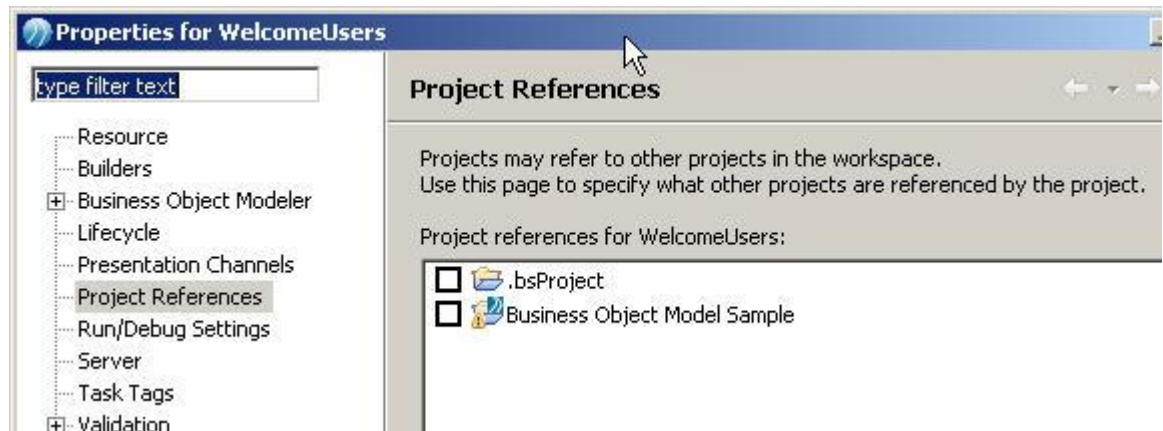 Properties for WelcomeUsers
type filter text
Resource
Builders
Business Object Modeler
Lifecycle
Presentation Channels
Project References
Run/Debug Settings
Server
Task Tags
Validation
Project References
Projects may refer to other projects in the workspace.
Use this page to specify what other projects are referenced by the project.
Project references for WelcomeUsers:
.bsProject
Business Object Model Sample